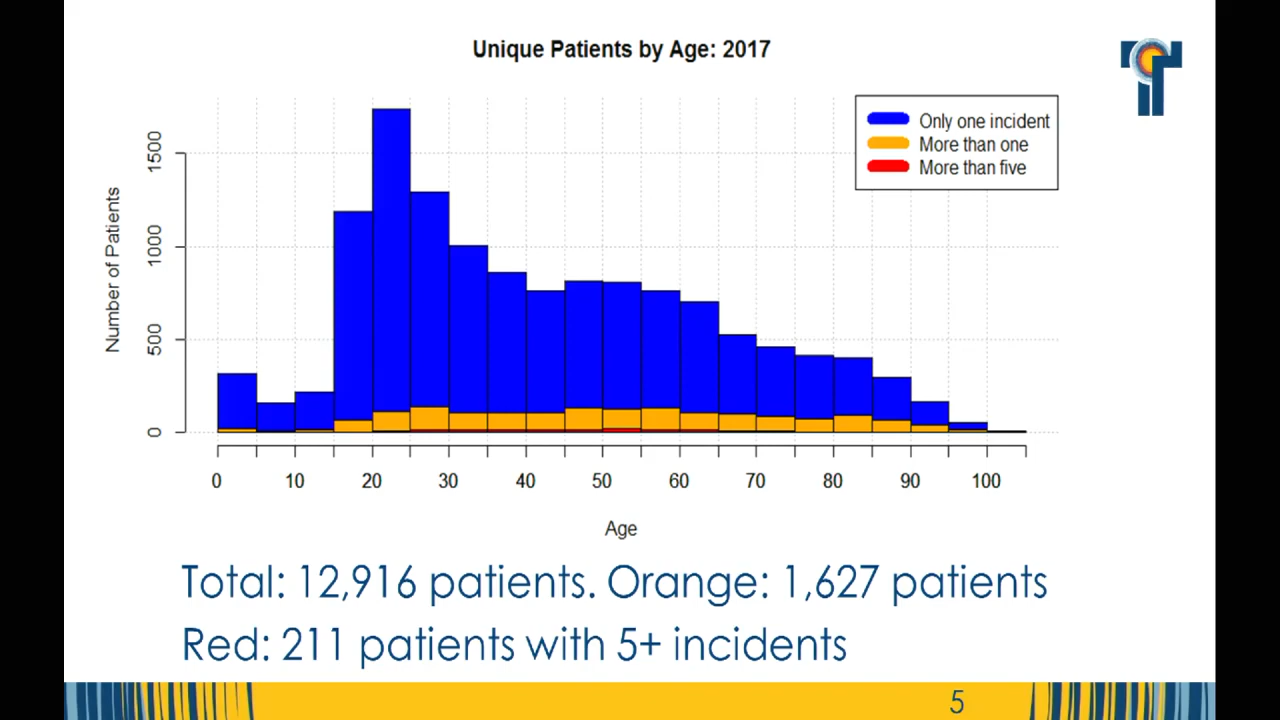 Unique Patients by Age: 2017
Only one incident
More than one
More than five
Number of Patients
1500
1000
500
0
0 10 20 30 40 50 60 70 80 90 100
Age
Total: 12,916 patients. Orange: 1,627 patients
Red: 211 patients with 5+ incidents
5